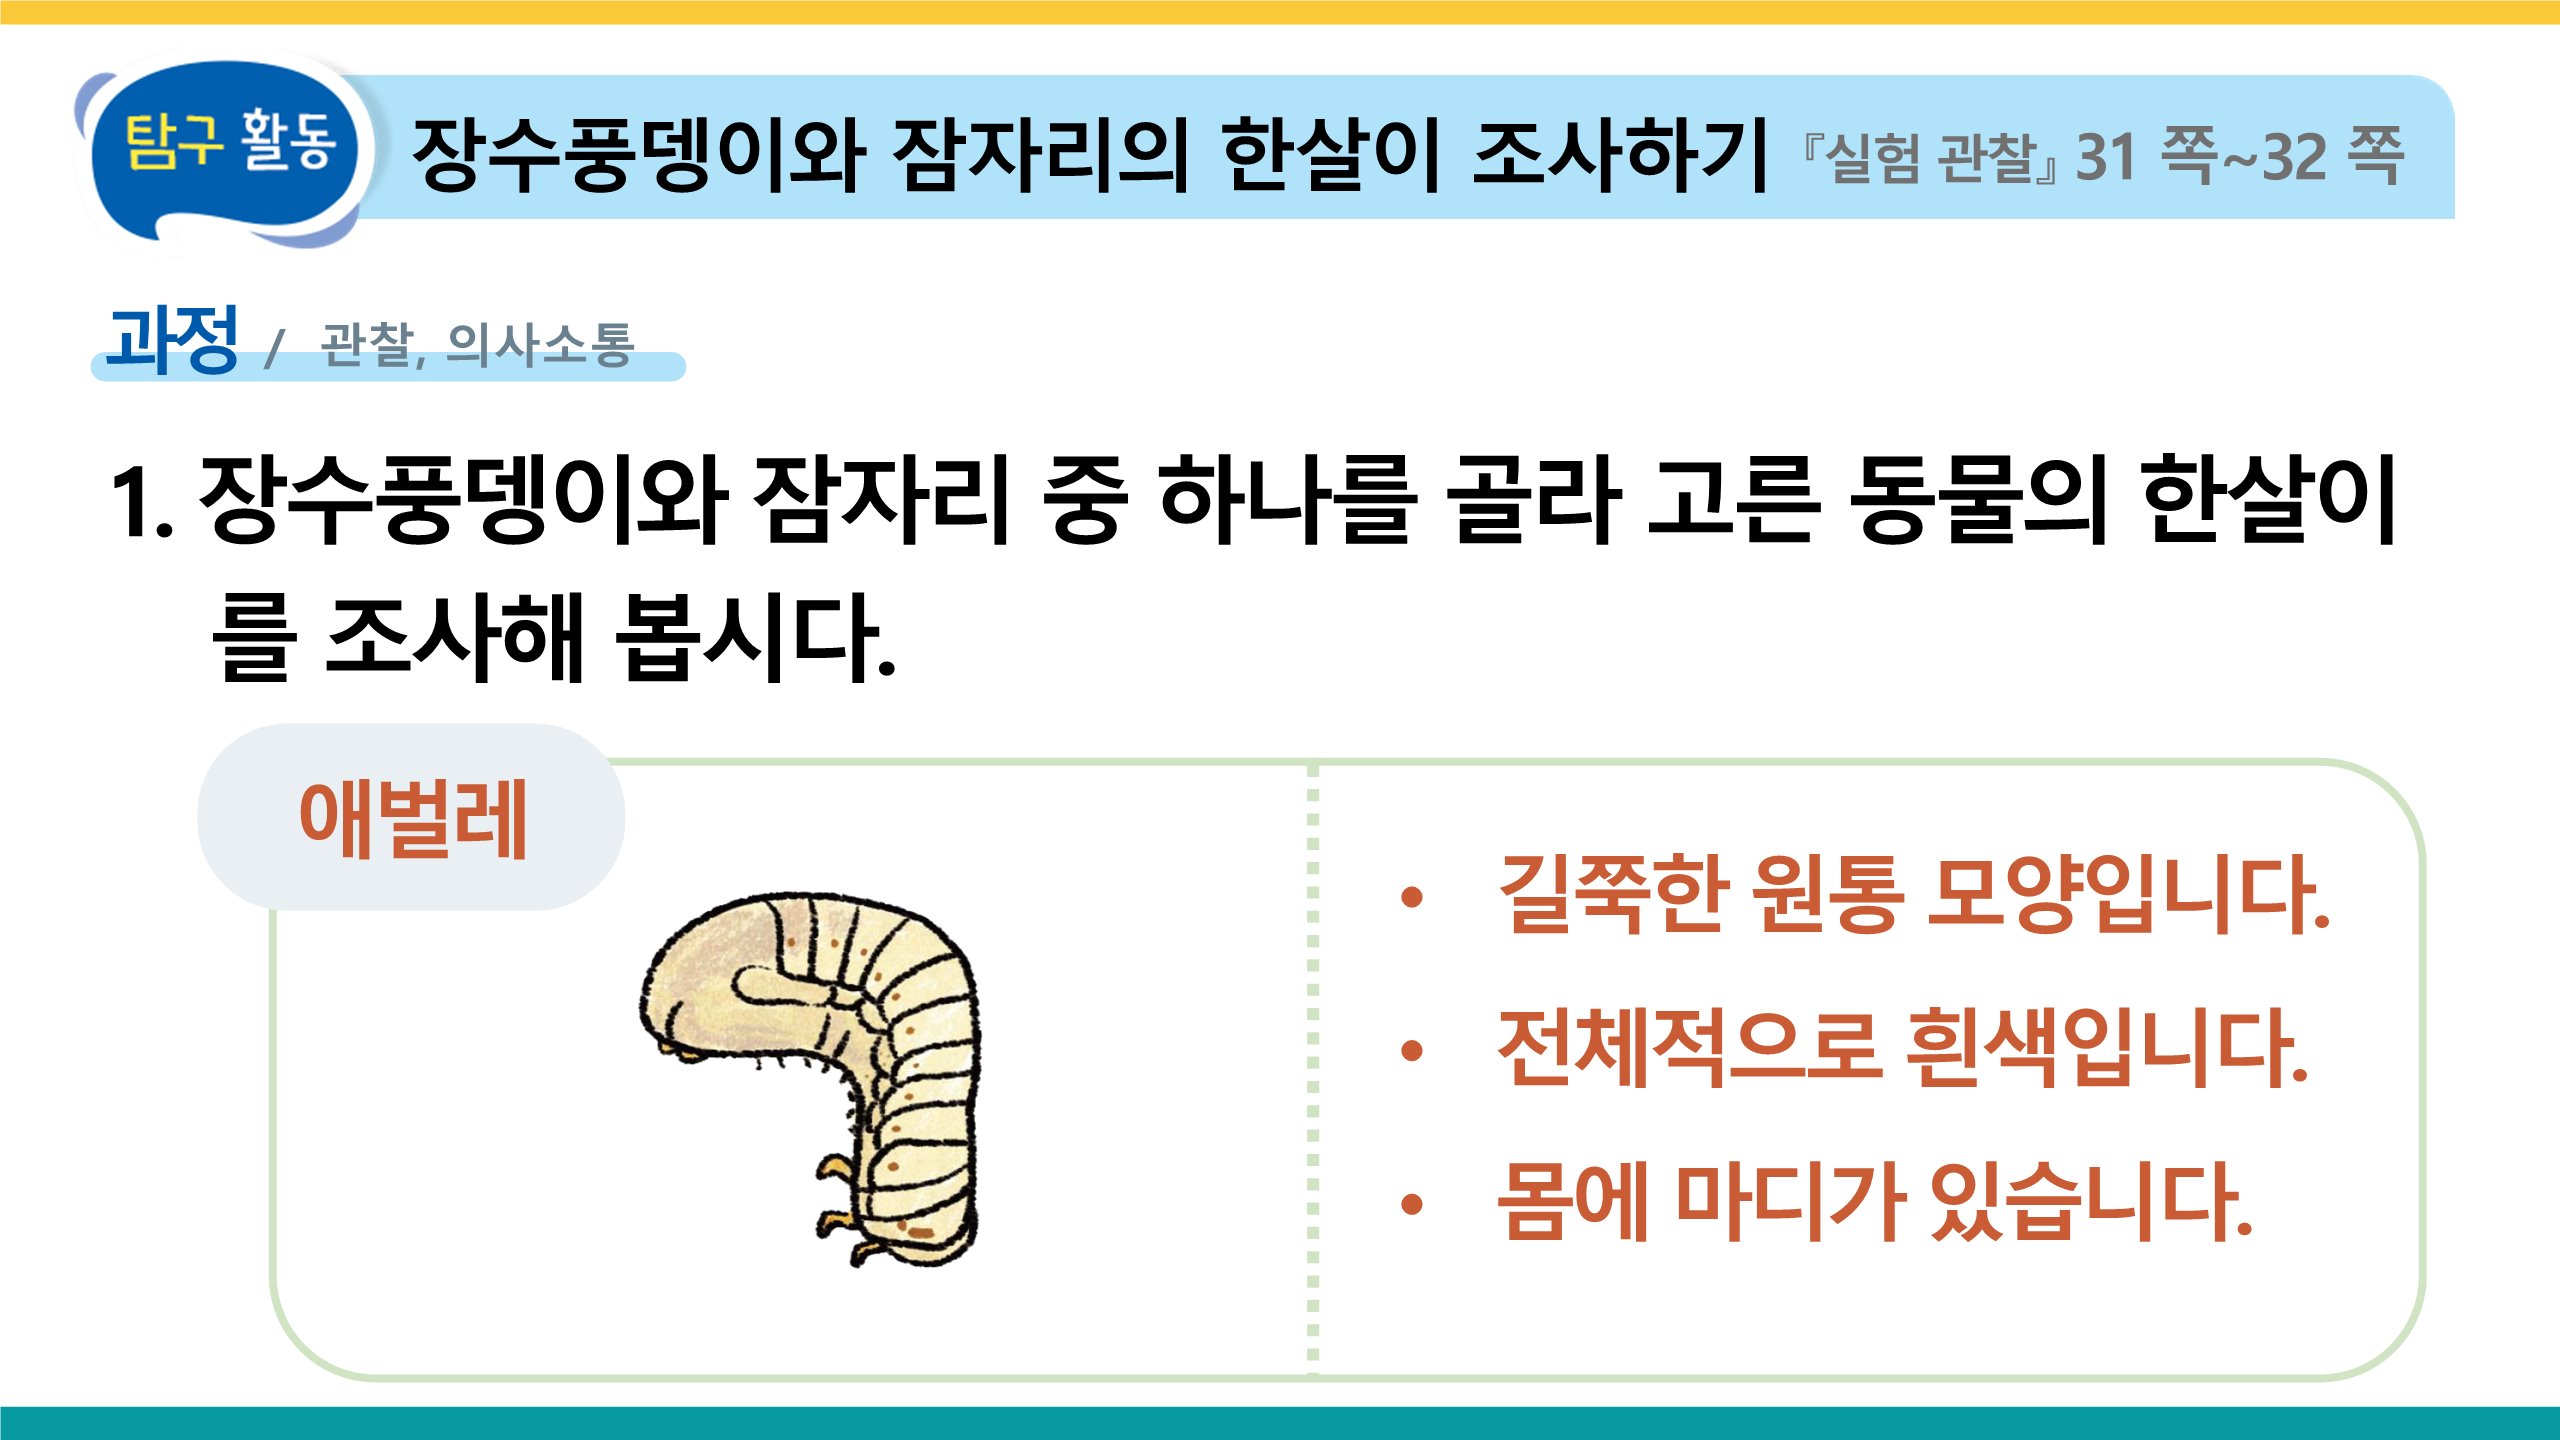 탐구 활동
장수풍뎅이와 잠자리의 한살이 조사하기 『실험 관찰』 31 쪽~32 쪽
과정 / 관찰, 의사소통
1. 장수풍뎅이와 잠자리 중 하나를 골라 고른 동물의 한살이
를 조사해 봅시다.
애벌레
• 길쭉한 원통 모양입니다.
• 전체적으로 흰색입니다.
• 몸에 마디가 있습니다.